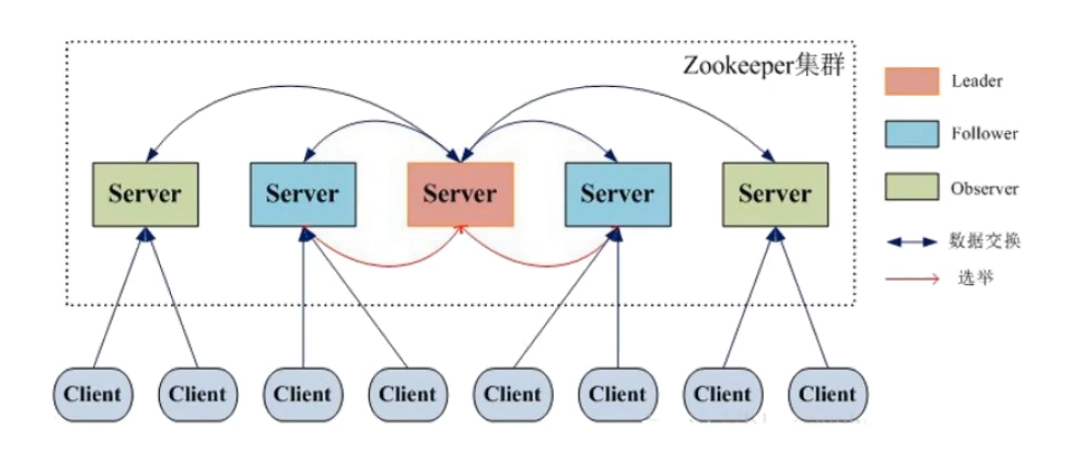 Zookeeper集群
Leader
Follower
Observer
数据交换
选举
Server
Server
Server
Server
Server
Client
Client
Client
Client
Client
Client
Client
Client